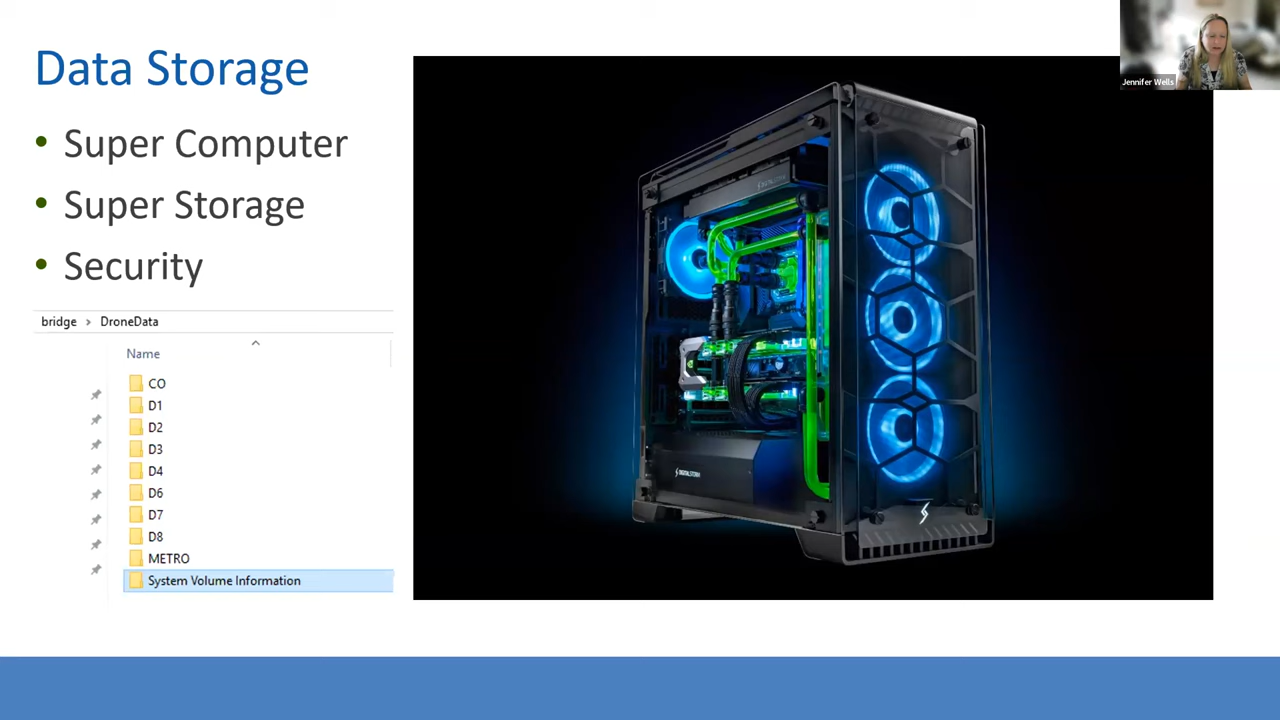 Data Storage
• Super Computer
• Super Storage
• Security
bridge > DroneData
Name
CO
D1
D2
D3
D4
D6
D7
D8
METRO
System Volume Information
DIGITALSTORM
Jennifer Wells